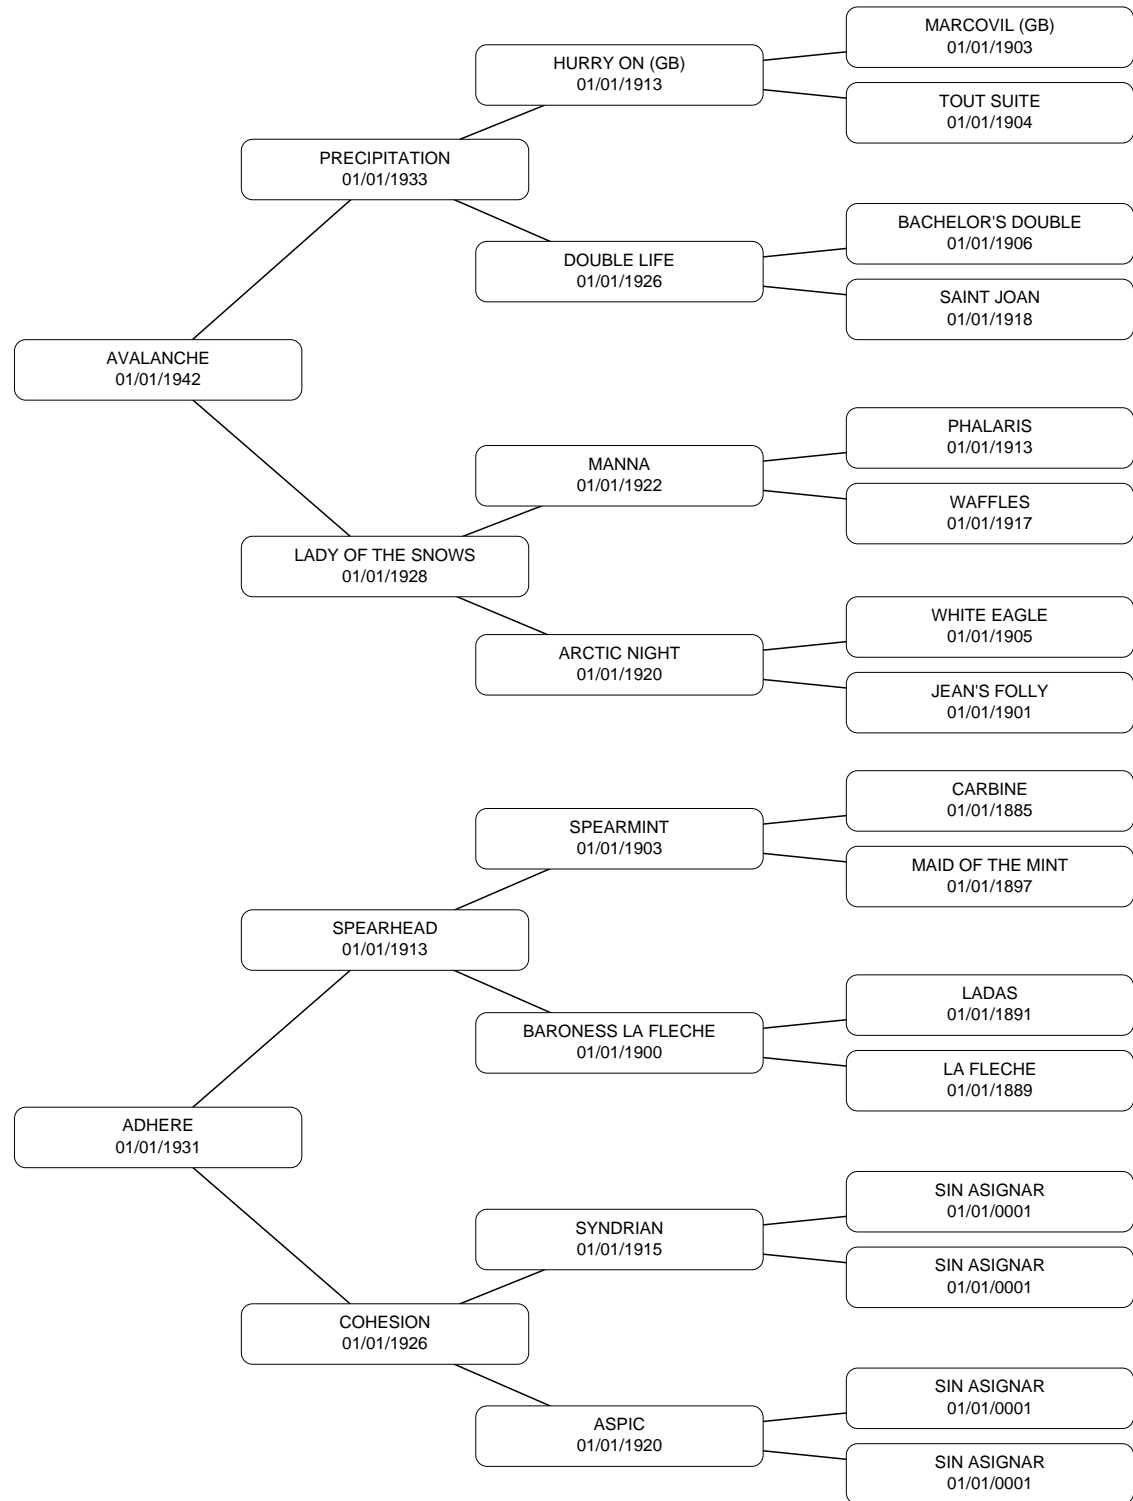 MARCOVIL (GB)
01/01/1903
HURRY ON (GB)
01/01/1913
TOUT SUITE
01/01/1904
PRECIPITATION
01/01/1933
BACHELOR'S DOUBLE
01/01/1906
DOUBLE LIFE
01/01/1926
SAINT JOAN
01/01/1918
AVALANCHE
01/01/1942
PHALARIS
01/01/1913
MANNA
01/01/1922
WAFFLES
01/01/1917
LADY OF THE SNOWS
01/01/1928
WHITE EAGLE
01/01/1905
ARCTIC NIGHT
01/01/1920
JEAN'S FOLLY
01/01/1901
CARBINE
01/01/1885
SPEARMINT
01/01/1903
MAID OF THE MINT
01/01/1897
SPEARHEAD
01/01/1913
LADAS
01/01/1891
BARONESS LA FLECHE
01/01/1900
LA FLECHE
01/01/1889
ADHERE
01/01/1931
SIN ASIGNAR
01/01/0001
SYNDRIAN
01/01/1915
SIN ASIGNAR
01/01/0001
COHESION
01/01/1926
SIN ASIGNAR
01/01/0001
ASPIC
01/01/1920
SIN ASIGNAR
01/01/0001